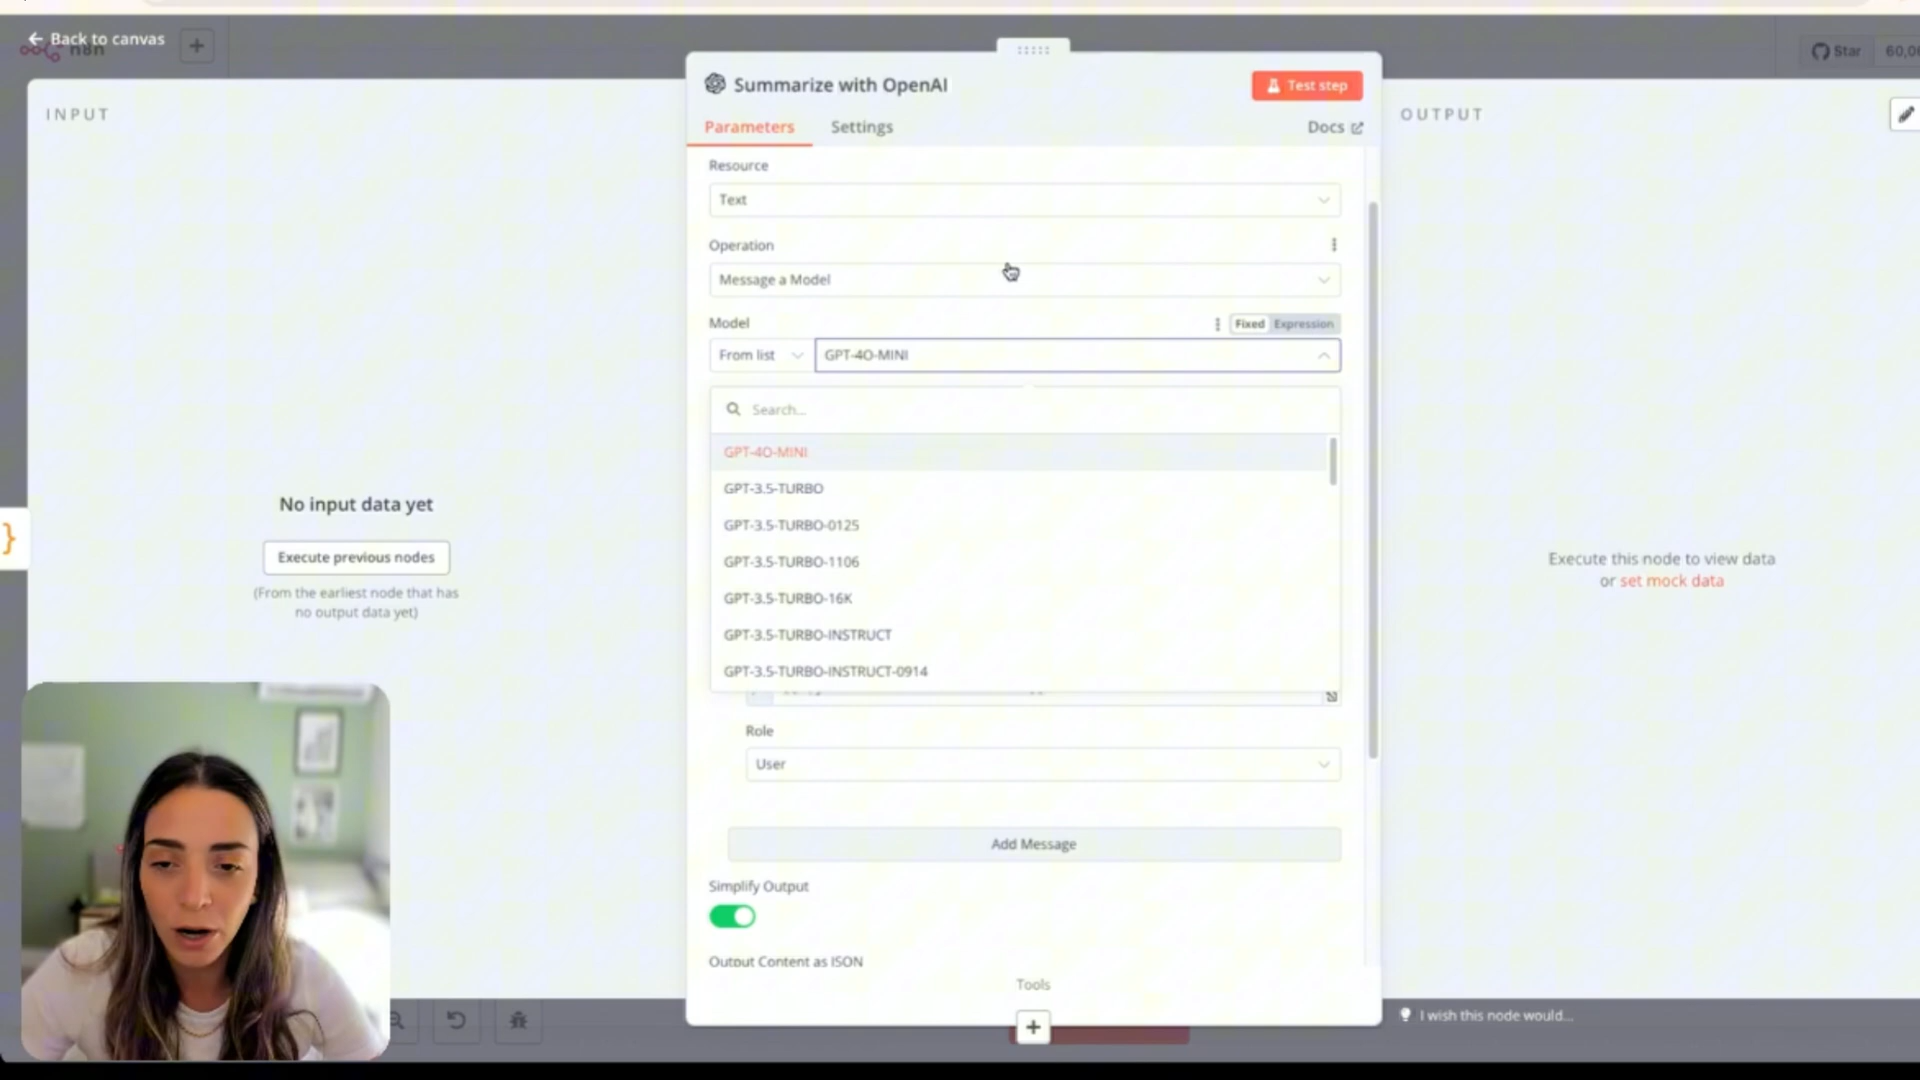 Back to canvas
n8n
Star
60,0
INPUT
Summarize with OpenAI
Test step
OUTPUT
Parameters
Settings
Docs
Resource
Text
Operation
Message a Model
Model
Fixed
Expression
From list
GPT-4O-MINI
Search...
GPT-4O-MINI
GPT-3.5-TURBO
GPT-3.5-TURBO-0125
GPT-3.5-TURBO-1106
GPT-3.5-TURBO-16K
GPT-3.5-TURBO-INSTRUCT
GPT-3.5-TURBO-INSTRUCT-0914
No input data yet
Execute previous nodes
(From the earliest node that has
no output data yet)
}
Execute this node to view data
or set mock data
Role
User
Add Message
Simplify Output
Output Content as JSON
Tools
I wish this node would...